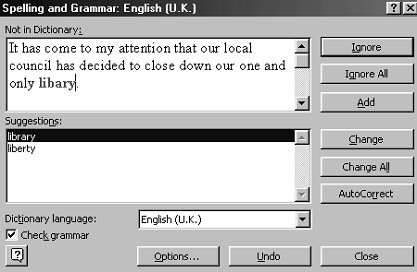 Spelling and Grammar: English (U.K.)
Not in Dictionary:
It has come to my attention that our local
council has decided to close down our one and
only libary.
Ignore
Ignore All
Add
Suggestions:
library
liberty
Change
Change All
AutoCorrect
Dictionary language:
English (U.K.)
Check grammar
Options...
Undo
Close